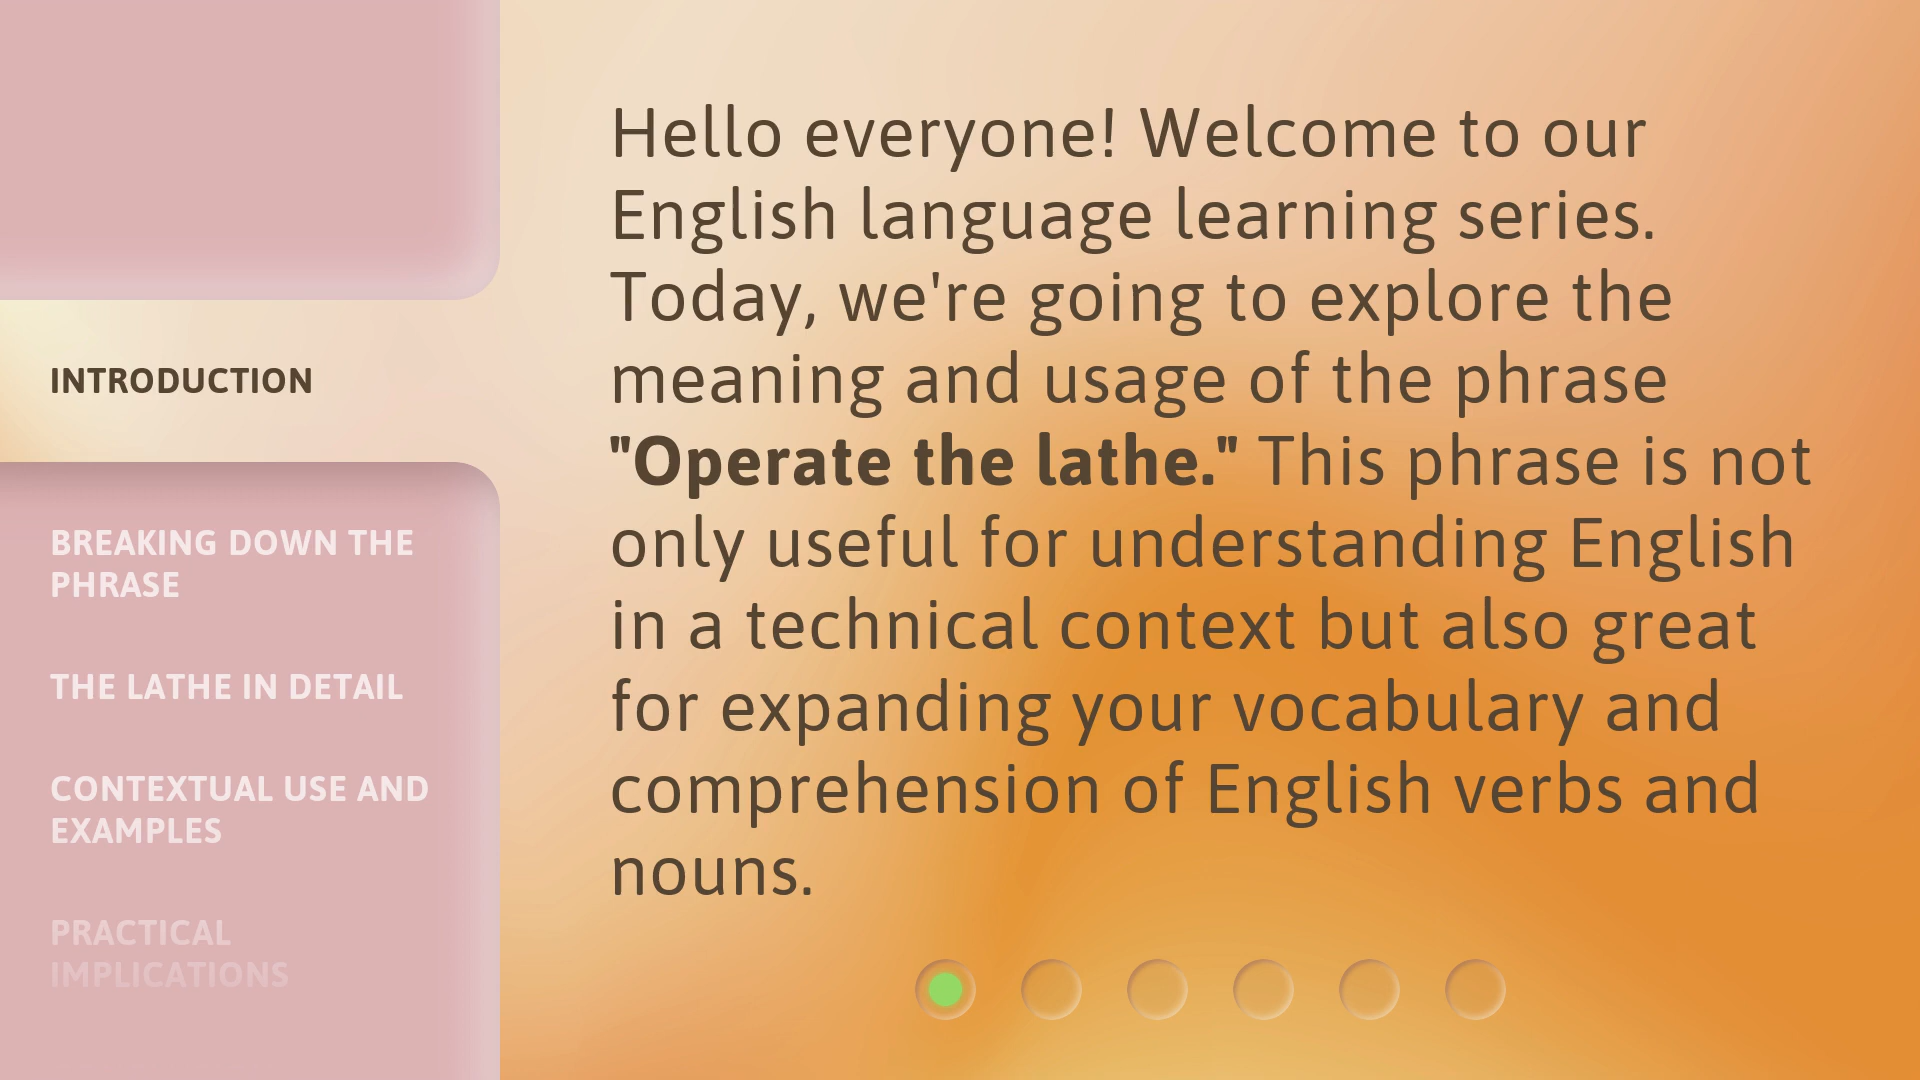 INTRODUCTION
BREAKING DOWN THE
PHRASE
THE LATHE IN DETAIL
CONTEXTUAL USE AND
EXAMPLES
PRACTICAL
IMPLICATIONS
Hello everyone! Welcome to our
English language learning series.
Today, we're going to explore the
meaning and usage of the phrase
"Operate the lathe." This phrase is not
only useful for understanding English
in a technical context but also great
for expanding your vocabulary and
comprehension of English verbs and
nouns.